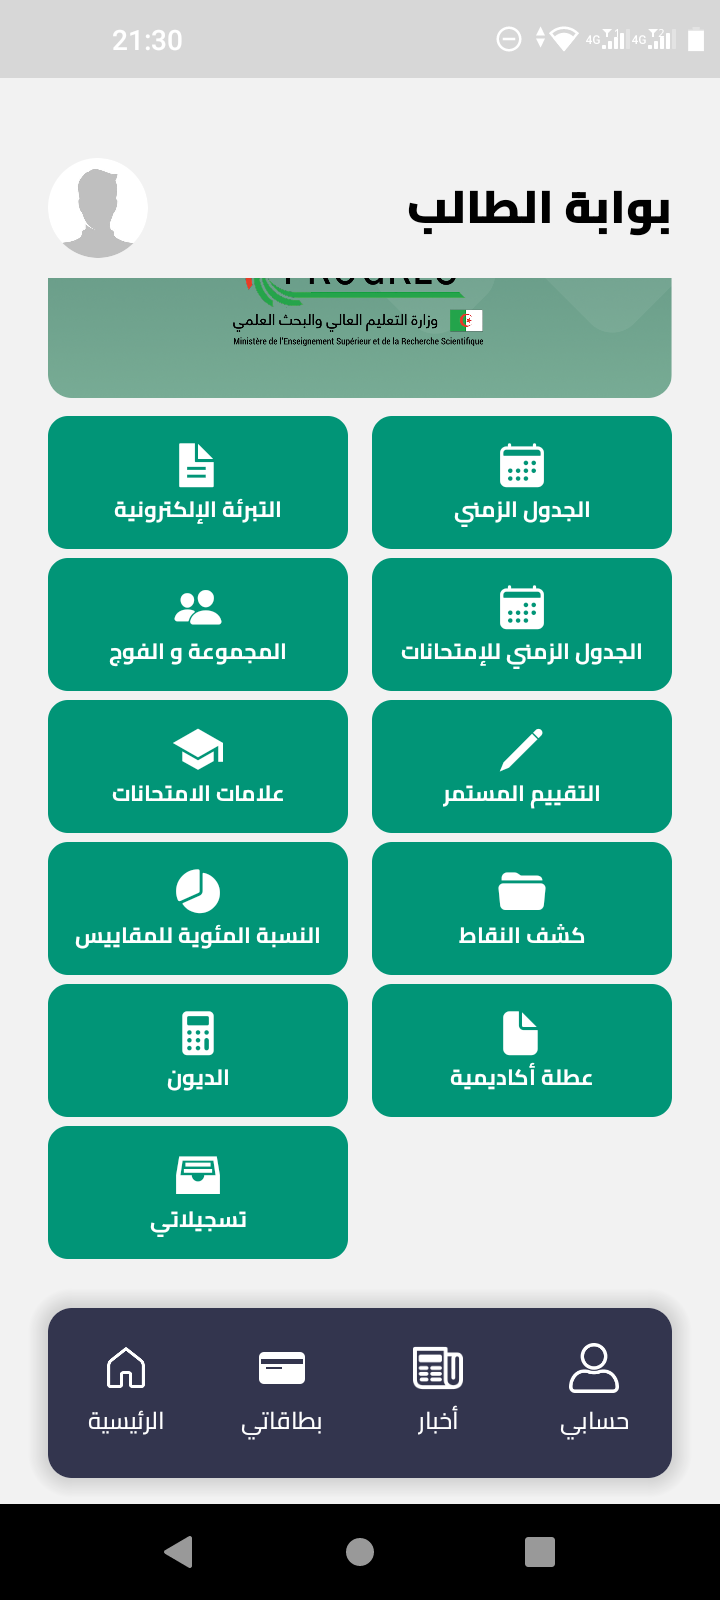 21:30
4G
4G
بوابة الطالب
وزارة التعليم العالي والبحث العلمي
Ministère de l'Enseignement Supérieur et de la Recherche Scientifique
الجدول الزمني
التبرئة الإلكترونية
الجدول الزمني للإمتحانات
المجموعة و الفوج
التقييم المستمر
علامات الامتحانات
كشف النقاط
النسبة المئوية للمقاييس
عطلة أكاديمية
الديون
تسجيلاتي
حسابي
أخبار
بطاقاتي
الرئيسية